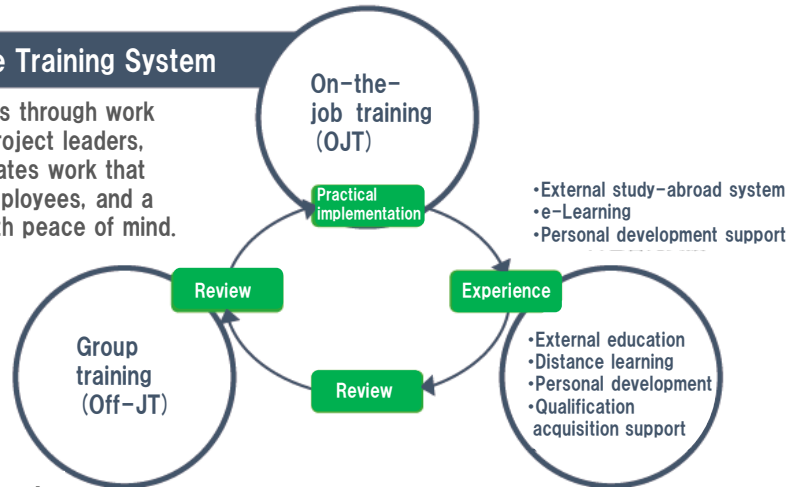 e Training System
s through work
roject leaders,
ates work that
ployees, and a
th peace of mind.
On-the-
job training
(OJT)
Practical
implementation
•External study-abroad system
•e-Learning
•Personal development support
Review
Experience
Group
training
(Off-JT)
•External education
•Distance learning
•Personal development
•Qualification
acquisition support
Review